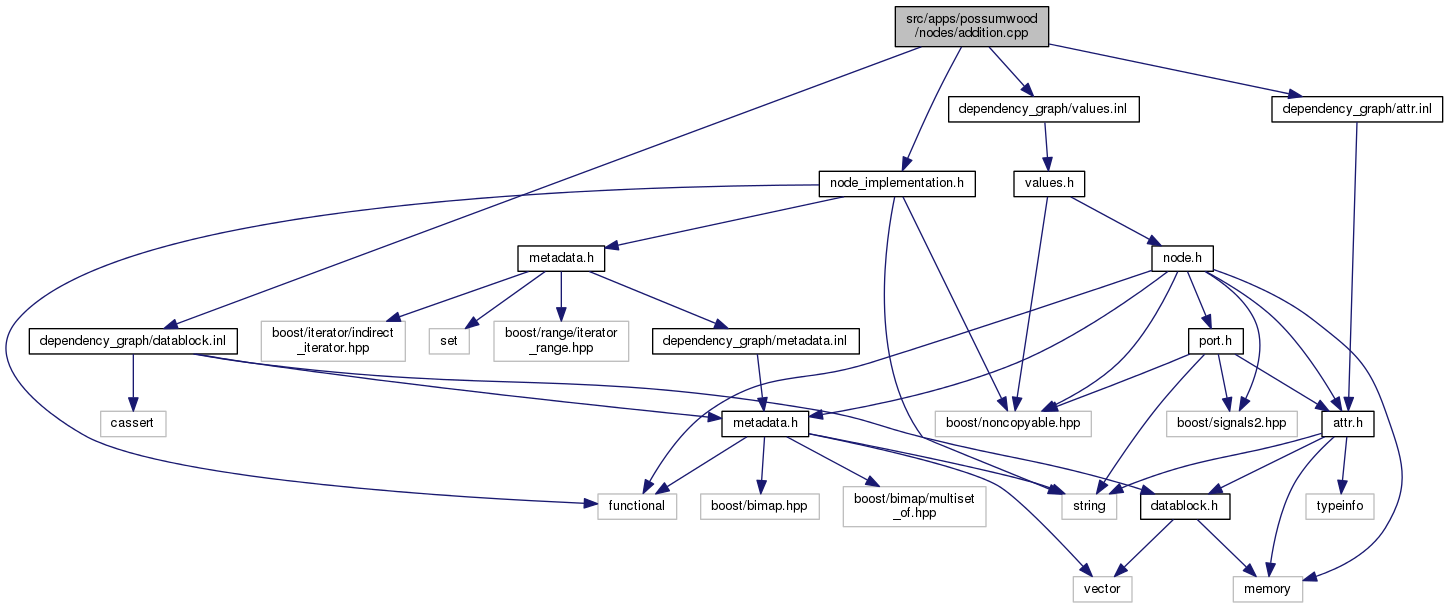 src/apps/possumwood
/nodes/addition.cpp
dependency_graph/values.inl
dependency_graph/attr.inl
node_implementation.h
values.h
metadata.h
node.h
dependency_graph/datablock.inl
boost/iterator/indirect
_iterator.hpp
set
boost/range/iterator
_range.hpp
dependency_graph/metadata.inl
port.h
cassert
metadata.h
boost/noncopyable.hpp
boost/signals2.hpp
attr.h
functional
boost/bimap.hpp
boost/bimap/multiset
_of.hpp
string
datablock.h
typeinfo
vector
memory